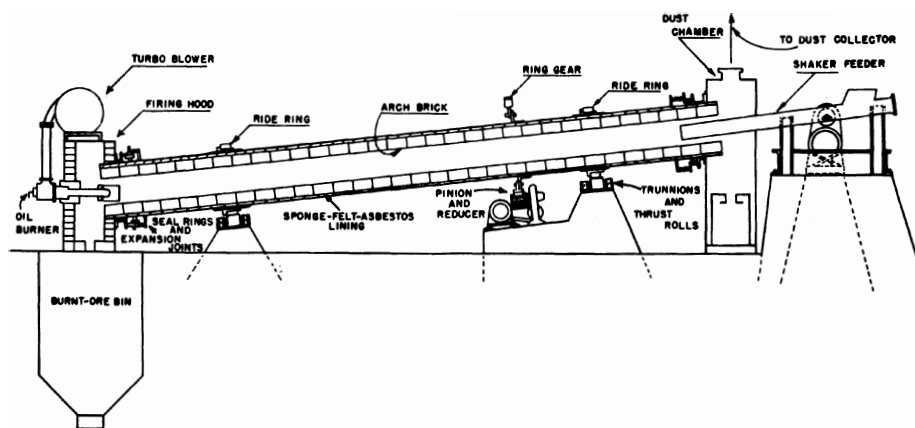 DUST
CHAMBER
TO DUST COLLECTOR
SHAKER FEEDER
TURBO BLOWER
RING GEAR
RIDE RING
FIRING HOOD
RIDE RING
ARCH BRICK
OIL
BURNER
SEAL RINGS
AND
EXPANSION
JOINTS
SPONGE-FELT-ASBESTOS
LINING
PINION
AND
REDUCER
TRUNNIONS
AND
THRUST
ROLLS
BURNT-ORE BIN